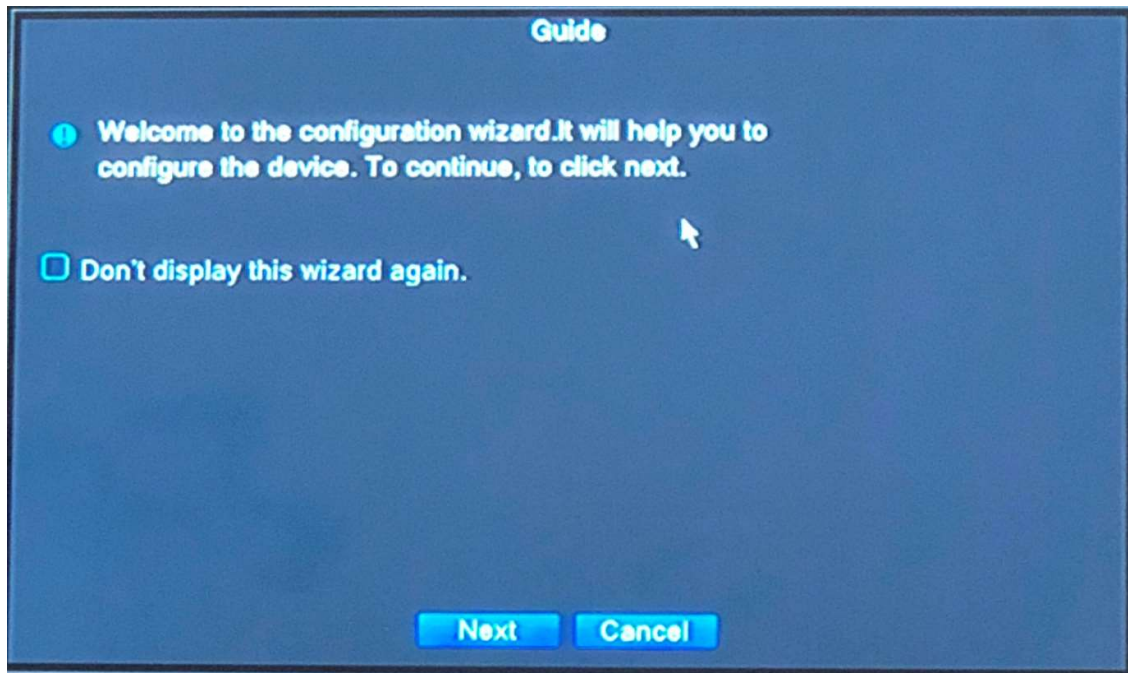 Guide
Welcome to the configuration wizard.It will help you to
configure the device. To continue, to click next.
Don't display this wizard again.
Next
Cancel